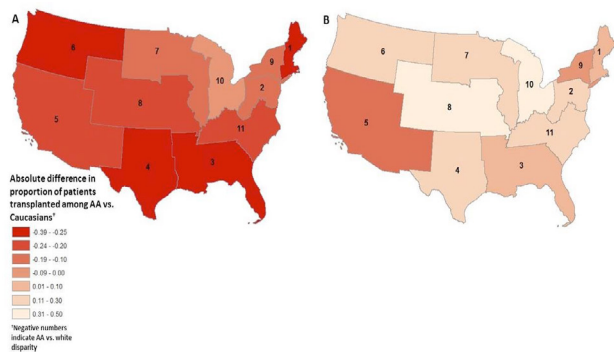 A
B
6
7
1
9
10
2
8
5
11
4
3
6
7
1
9
10
2
8
5
11
4
3
Absolute difference in
proportion of patients
transplanted among AA vs.
Caucasians†
-0.39 - -0.25
-0.24 - -0.20
-0.19 - -0.10
-0.09 - 0.00
0.01 - 0.10
0.11 - 0.30
0.31 - 0.50
†Negative numbers
indicate AA vs. white
disparity